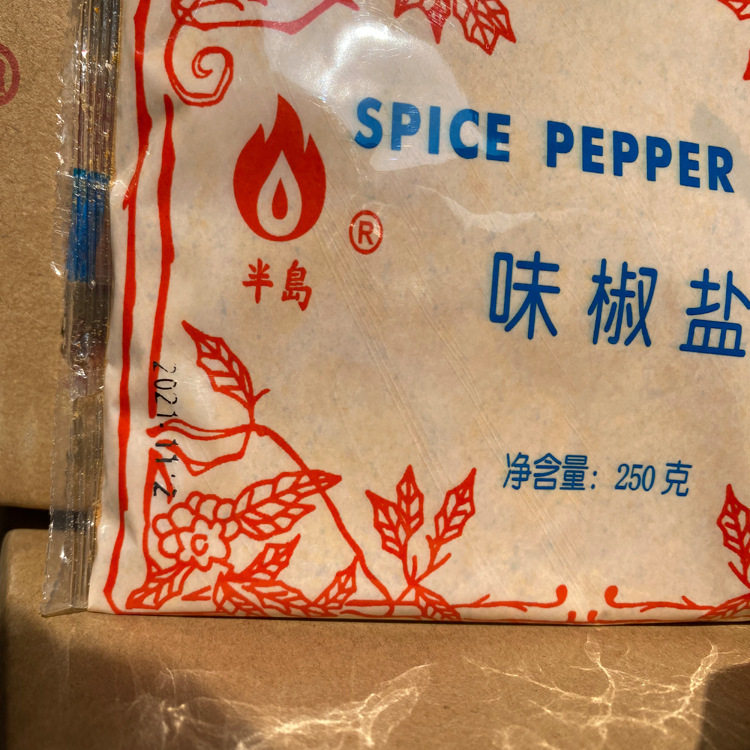 SPICE PEPPER
®
半島
味椒盐
净含量: 250克
2021.11.2